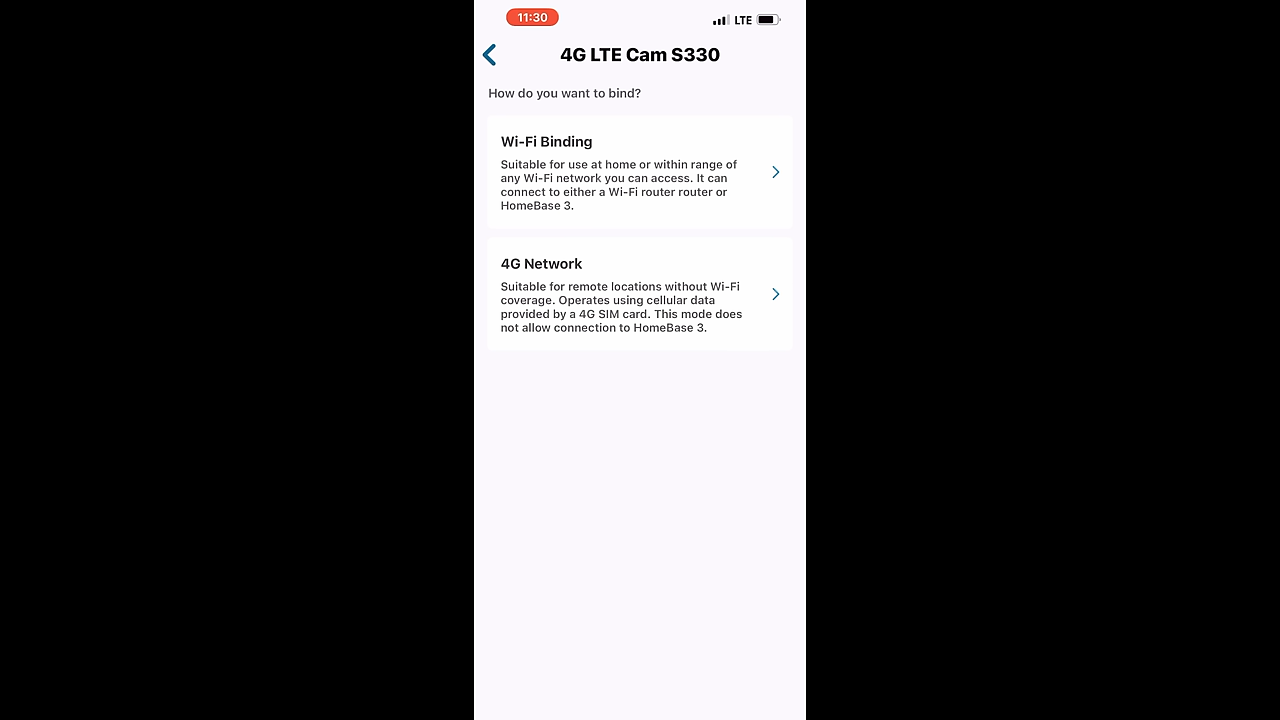 11:30
LTE
4G LTE Cam S330
How do you want to bind?
Wi-Fi Binding
Suitable for use at home or within range of
any Wi-Fi network you can access. It can
connect to either a Wi-Fi router router or
HomeBase 3.
4G Network
Suitable for remote locations without Wi-Fi
coverage. Operates using cellular data
provided by a 4G SIM card. This mode does
not allow connection to HomeBase 3.